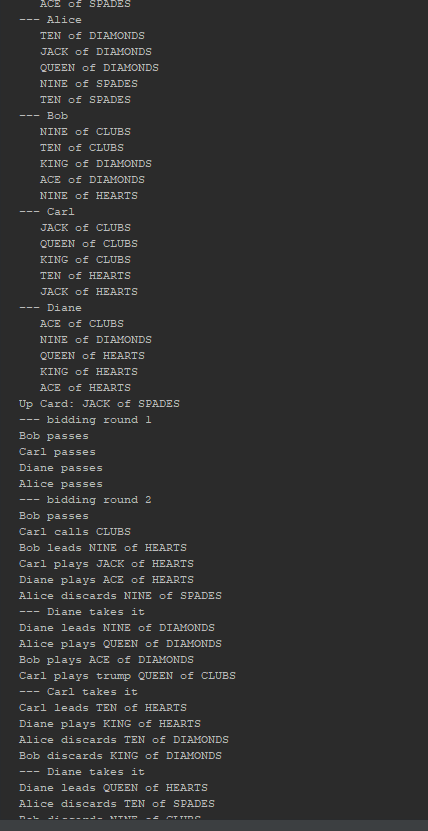 ACE of SPADES
--- Alice
TEN of DIAMONDS
JACK of DIAMONDS
QUEEN of DIAMONDS
NINE of SPADES
TEN of SPADES
--- Bob
NINE of CLUBS
TEN of CLUBS
KING of DIAMONDS
ACE of DIAMONDS
NINE of HEARTS
--- Carl
JACK of CLUBS
QUEEN of CLUBS
KING of CLUBS
TEN of HEARTS
JACK of HEARTS
--- Diane
ACE of CLUBS
NINE of DIAMONDS
QUEEN of HEARTS
KING of HEARTS
ACE of HEARTS
Up Card: JACK of SPADES
--- bidding round 1
Bob passes
Carl passes
Diane passes
Alice passes
--- bidding round 2
Bob passes
Carl calls CLUBS
Bob leads NINE of HEARTS
Carl plays JACK of HEARTS
Diane plays ACE of HEARTS
Alice discards NINE of SPADES
--- Diane takes it
Diane leads NINE of DIAMONDS
Alice plays QUEEN of DIAMONDS
Bob plays ACE of DIAMONDS
Carl plays trump QUEEN of CLUBS
--- Carl takes it
Carl leads TEN of HEARTS
Diane plays KING of HEARTS
Alice discards TEN of DIAMONDS
Bob discards KING of DIAMONDS
--- Diane takes it
Diane leads QUEEN of HEARTS
Alice discards TEN of SPADES
Bob discards NINE of CLUBS